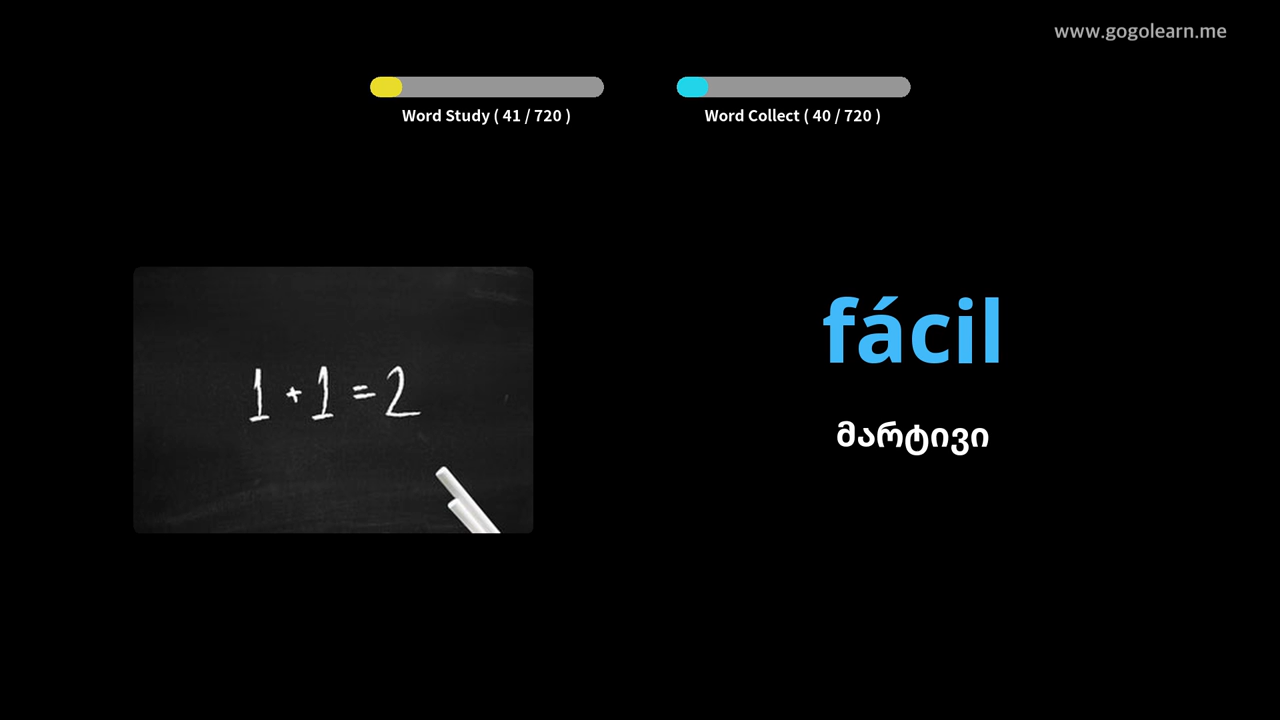 www.gogolearn.me
Word Study ( 41 / 720 )
Word Collect ( 40 / 720 )
1 + 1 = 2
fácil
მარტივი